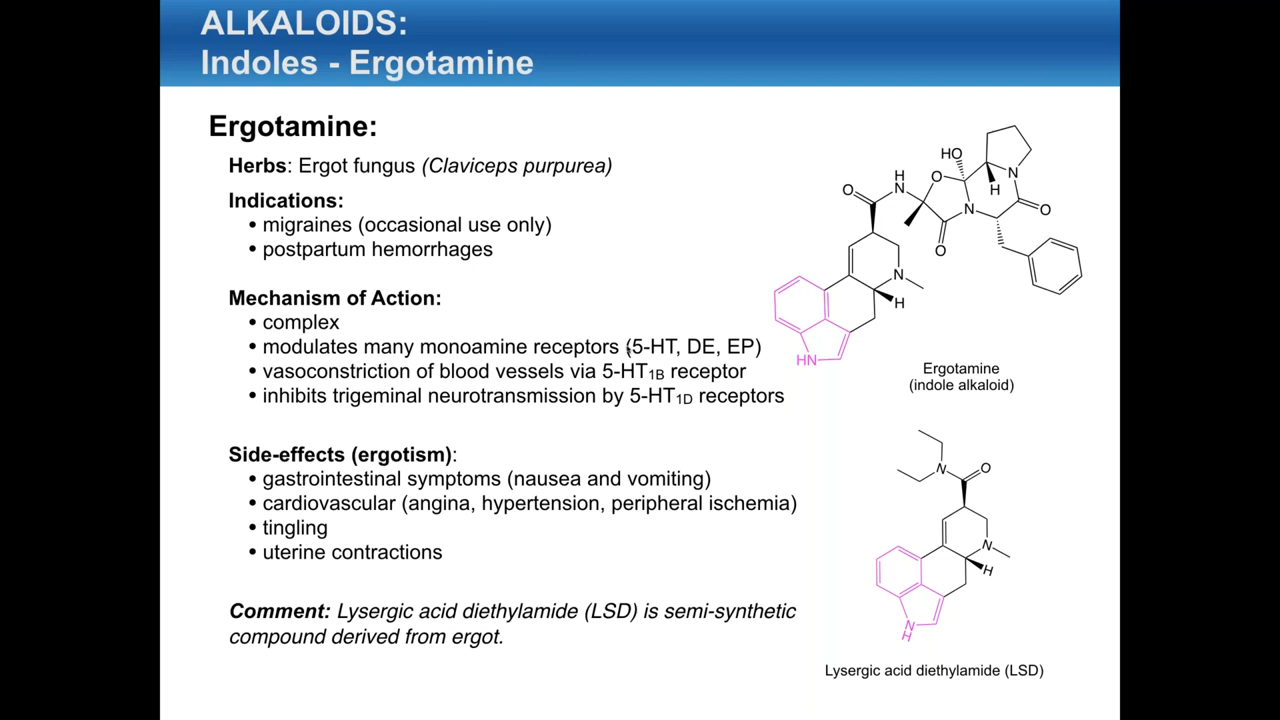 ALKALOIDS:
Indoles - Ergotamine
Ergotamine:
Herbs: Ergot fungus (Claviceps purpurea)
Indications:
• migraines (occasional use only)
• postpartum hemorrhages
Mechanism of Action:
• complex
• modulates many monoamine receptors (5-HT, DE, EP)
• vasoconstriction of blood vessels via 5-HT1B receptor
• inhibits trigeminal neurotransmission by 5-HT1D receptors
Side-effects (ergotism):
• gastrointestinal symptoms (nausea and vomiting)
• cardiovascular (angina, hypertension, peripheral ischemia)
• tingling
• uterine contractions
Comment: Lysergic acid diethylamide (LSD) is semi-synthetic
compound derived from ergot.
HO
H
N
O
O
N
H
N
O
O
N
H
HN
Ergotamine
(indole alkaloid)
N
O
N
H
N
H
Lysergic acid diethylamide (LSD)